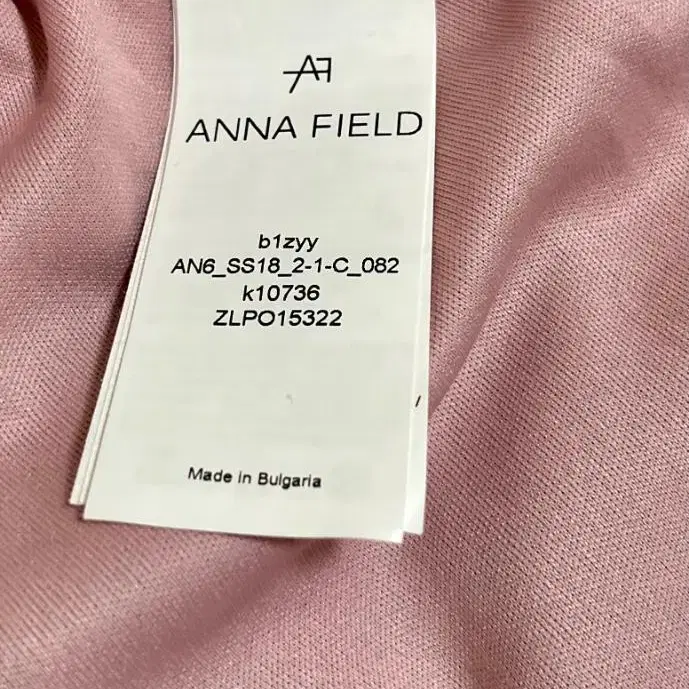 AF
ANNA FIELD
b1zyy
AN6_SS18_2-1-C_082
k10736
ZLPO15322
Made in Bulgaria